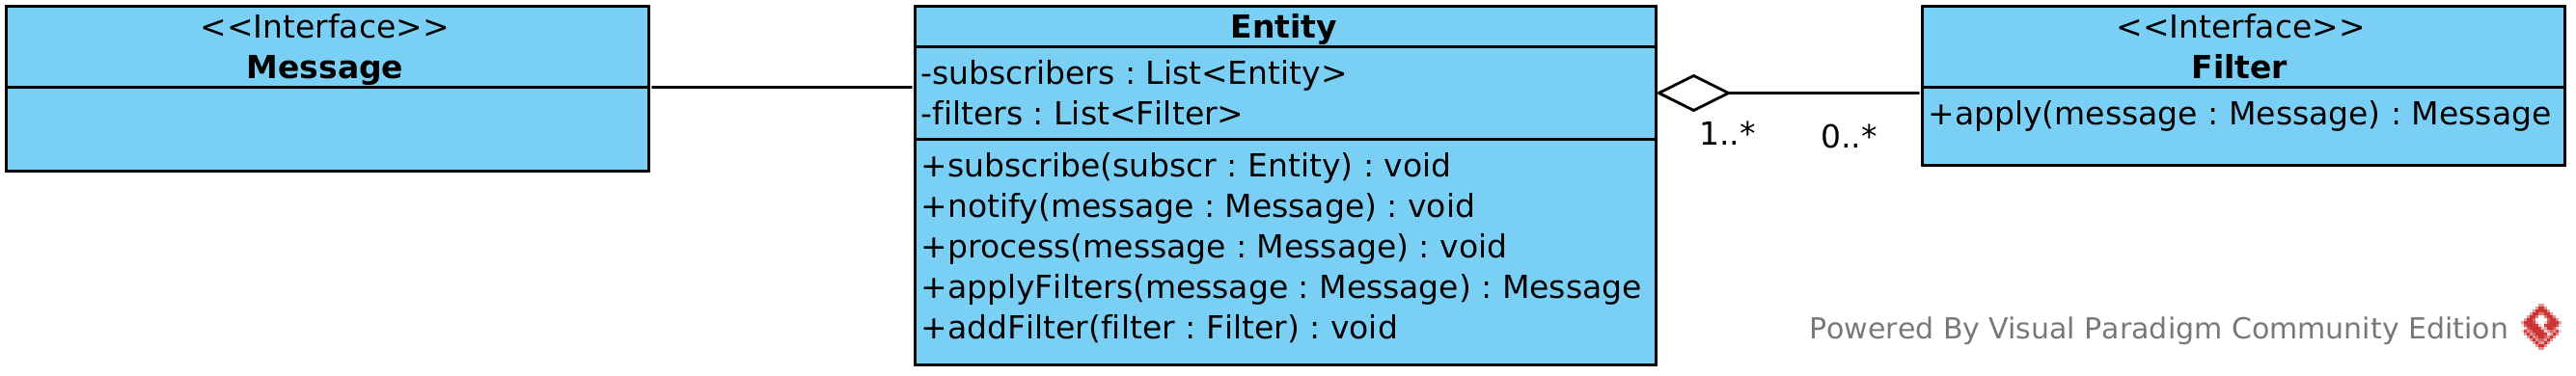 <<Interface>>
Message
Entity
-subscribers : List<Entity>
-filters : List<Filter>
+subscribe(subscr : Entity) : void
+notify(message : Message) : void
+process(message : Message) : void
+applyFilters(message : Message) : Message
+addFilter(filter : Filter) : void
1..*
0..*
<<Interface>>
Filter
+apply(message : Message) : Message
Powered By Visual Paradigm Community Edition